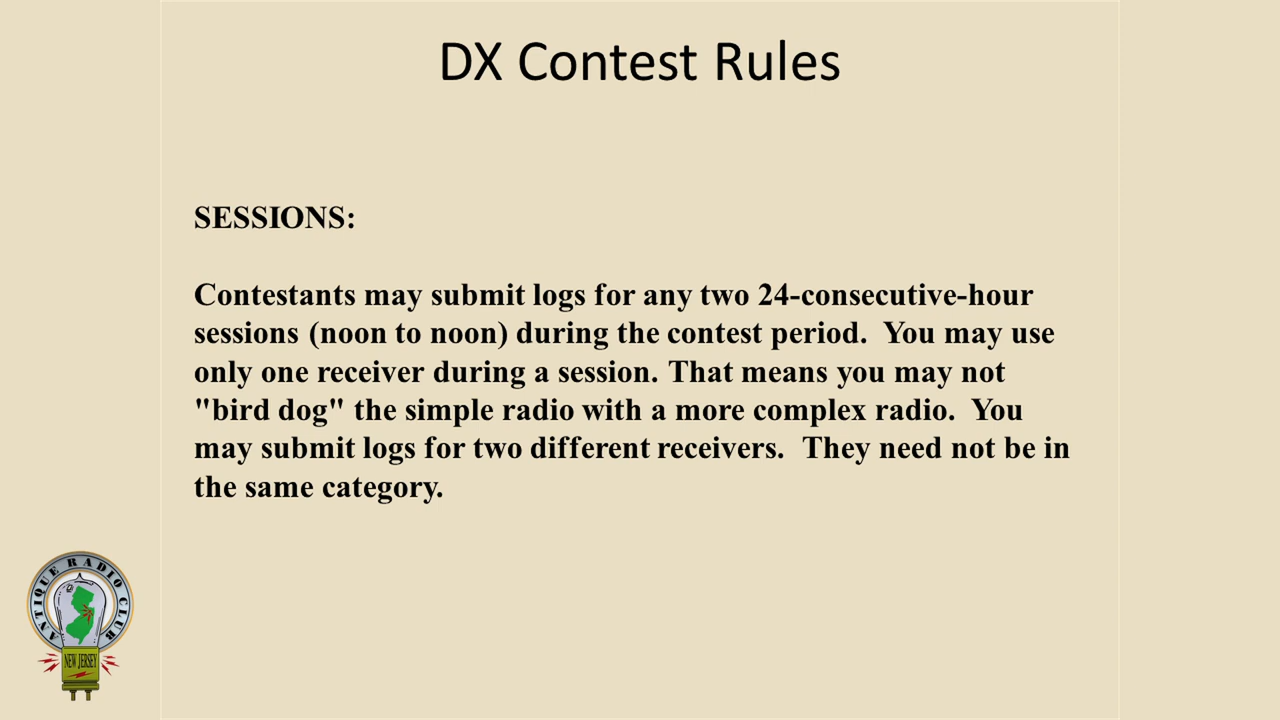 DX Contest Rules
SESSIONS:
Contestants may submit logs for any two 24-consecutive-hour
sessions (noon to noon) during the contest period.  You may use
only one receiver during a session. That means you may not
"bird dog" the simple radio with a more complex radio.  You
may submit logs for two different receivers.  They need not be in
the same category.
ANTIQUE RADIO CLUB
NEW JERSEY